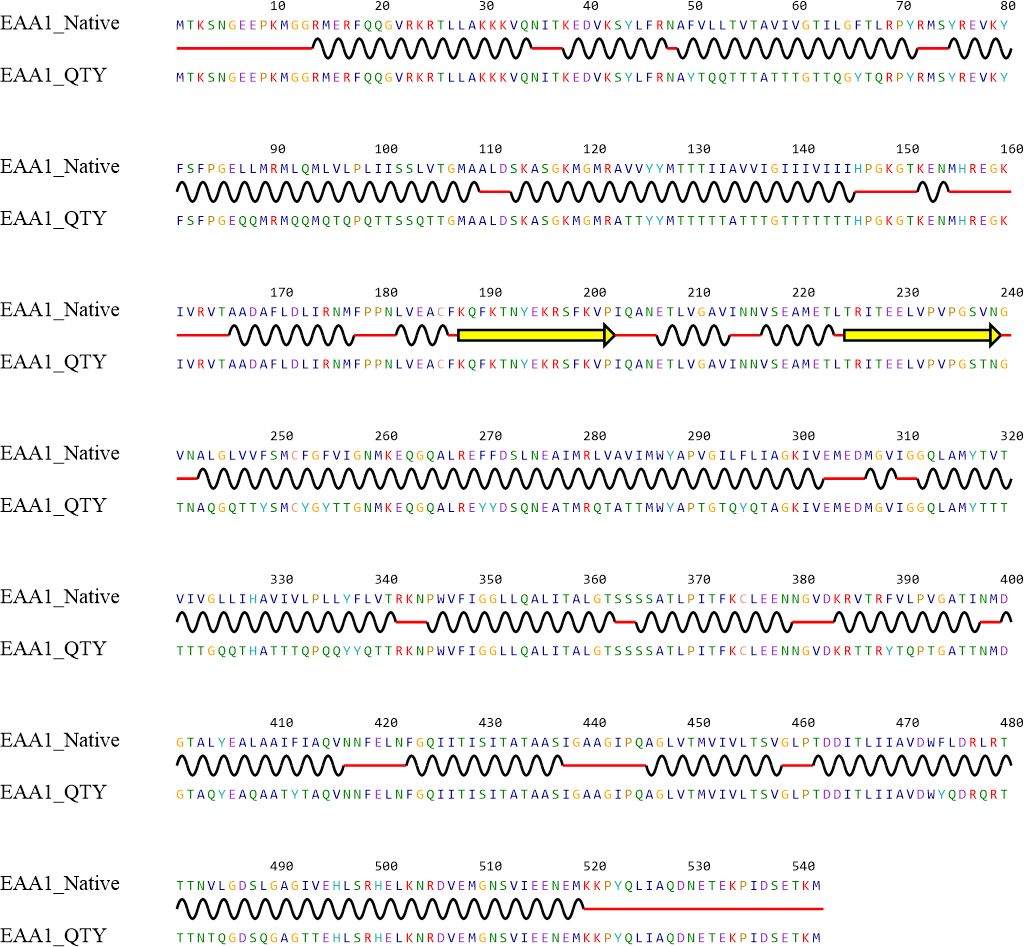 10 20 30 40 50 60 70 80
EAA1_Native MTKSNGEEPKMGGRMERFQQGVRKRTLLAKKKVQNITKEDVKSYLFRNAFVLLTVTAVIVGTILGFTLRPYRMSYREVKY
EAA1_QTY MTKSNGEEPKMGGRMERFQQGVRKRTLLAKKKVQNITKEDVKSYLFRNAYTQQTTTATTTGTTQGYTQRPYRMSYREVKY
90 100 110 120 130 140 150 160
EAA1_Native FSFPGELLMRMLQMLVLPLIISSLVTGMAALDSKASGKMGMRAVVYYMTTTIIAVVIGIIIVIIIHPGKGTKENMHREGK
EAA1_QTY FSFPGEQQMRMQQMQTQPQTTSSQTTGMAALDSKASGKMGMRATTYYMTTTTTATTTGTTTTTTTHPGKGTKENMHREGK
170 180 190 200 210 220 230 240
EAA1_Native IVRVTAADAFLDLIRNMFPPNLVEACFKQFKTNYEKRSFKVPIQANETLVGAVINNVSEAMETLTRITEELVPVPGSVNG
EAA1_QTY IVRVTAADAFLDLIRNMFPPNLVEACFKQFKTNYEKRSFKVPIQANETLVGAVINNVSEAMETLTRITEELVPVPGSTNG
250 260 270 280 290 300 310 320
EAA1_Native VNALGLVVFSMCFGFVIGNMKEQGQALREFFDSLNEAIMRLVAVIMWYAPVGILFLIAGKIVEMEDMGVIGGQLAMYTVT
EAA1_QTY TNAQGQTTYSMCYGYTTGNMKEQGQALREYYDSQNEATMRQTATTMWYAPTGTQYQTAGKIVEMEDMGVIGGQLAMYTTT
330 340 350 360 370 380 390 400
EAA1_Native VIVGLLIHAVIVLPLLYFLVTRKNPWVFIGGLLQALITALGTSSSSATLPITFKCLEENNGVDKRVTRFVLPVGATINMD
EAA1_QTY TTTGQQTHATTTQPQQYYQTTRKNPWVFIGGLLQALITALGTSSSSATLPITFKCLEENNGVDKRTTRYTQPTGATTNMD
410 420 430 440 450 460 470 480
EAA1_Native GTALYEALAAIFIAQVNNFELNFGQIITISITATAASIGAAGIPQAGLVTMVIVLTSVGLPTDDITLIIAVDWFLDRLRT
EAA1_QTY GTAQYEAQAATYTAQVNNFELNFGQIITISITATAASIGAAGIPQAGLVTMVIVLTSVGLPTDDITLIIAVDWYQDRQRT
490 500 510 520 530 540
EAA1_Native TTNVLGDSLGAGIVEHLSRHELKNRDVEMGNSVIEENEMKKPYQLIAQDNETEKPIDSETKM
EAA1_QTY TTNTQGDSQGAGTTEHLSRHELKNRDVEMGNSVIEENEMKKPYQLIAQDNETEKPIDSETKM